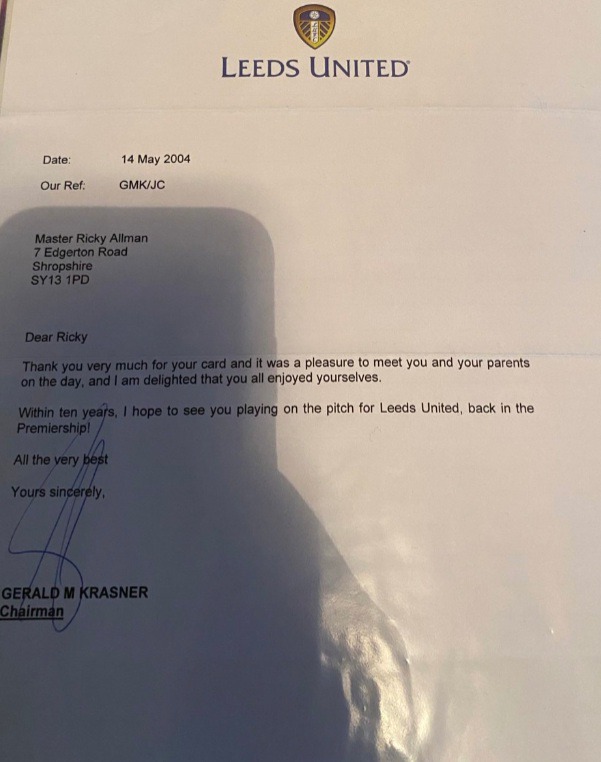 LEEDS UNITED
Date: 14 May 2004
Our Ref: GMK/JC
Master Ricky Allman
7 Edgerton Road
Shropshire
SY13 1PD
Dear Ricky
Thank you very much for your card and it was a pleasure to meet you and your parents
on the day, and I am delighted that you all enjoyed yourselves.
Within ten years, I hope to see you playing on the pitch for Leeds United, back in the
Premiership!
All the very best
Yours sincerely,
GERALD M KRASNER
Chairman